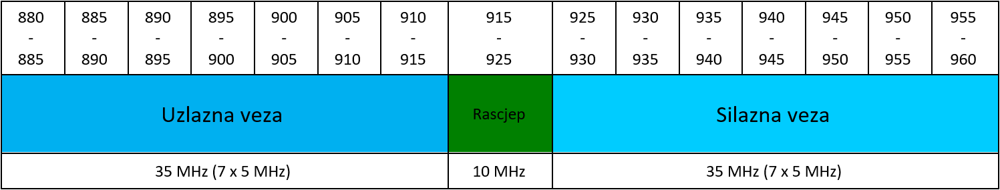 880 885 890 895 900 905 910 915 925 930 935 940 945 950 955
- - - - - - - - - - - - - - -
885 890 895 900 905 910 915 925 930 935 940 945 950 955 960
Uzlazna veza Rascjep Silazna veza
35 MHz (7 x 5 MHz) 10 MHz 35 MHz (7 x 5 MHz)